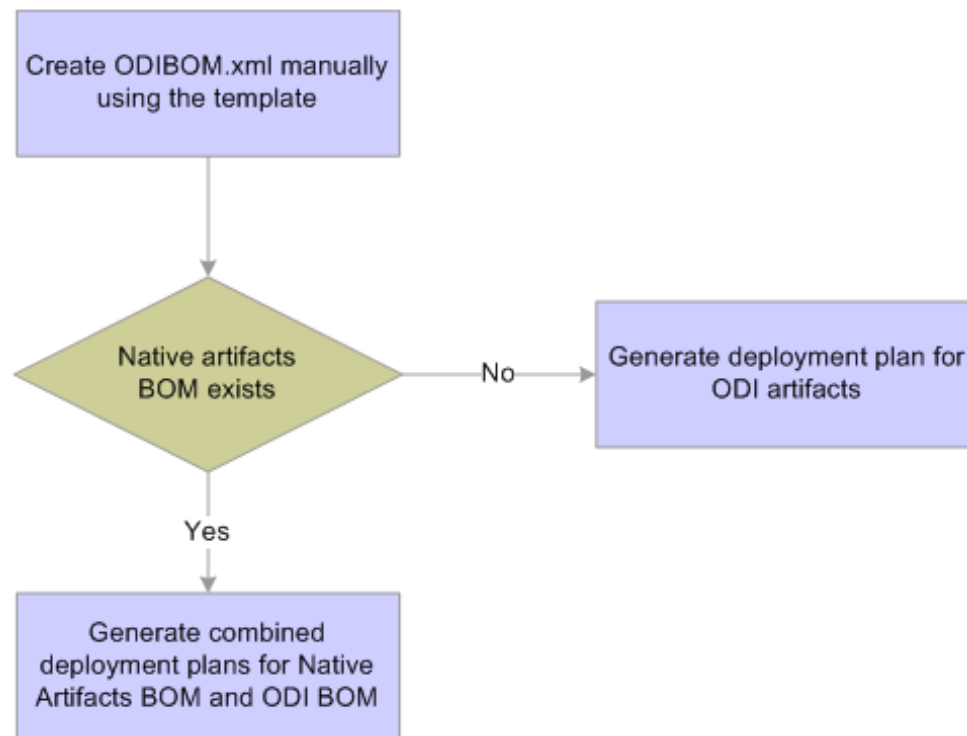 Create ODIBOM.xml manually
using the template
Native artifacts
BOM exists
No
Generate deployment plan for
ODI artifacts
Yes
Generate combined
deployment plans for Native
Artifacts BOM and ODI BOM